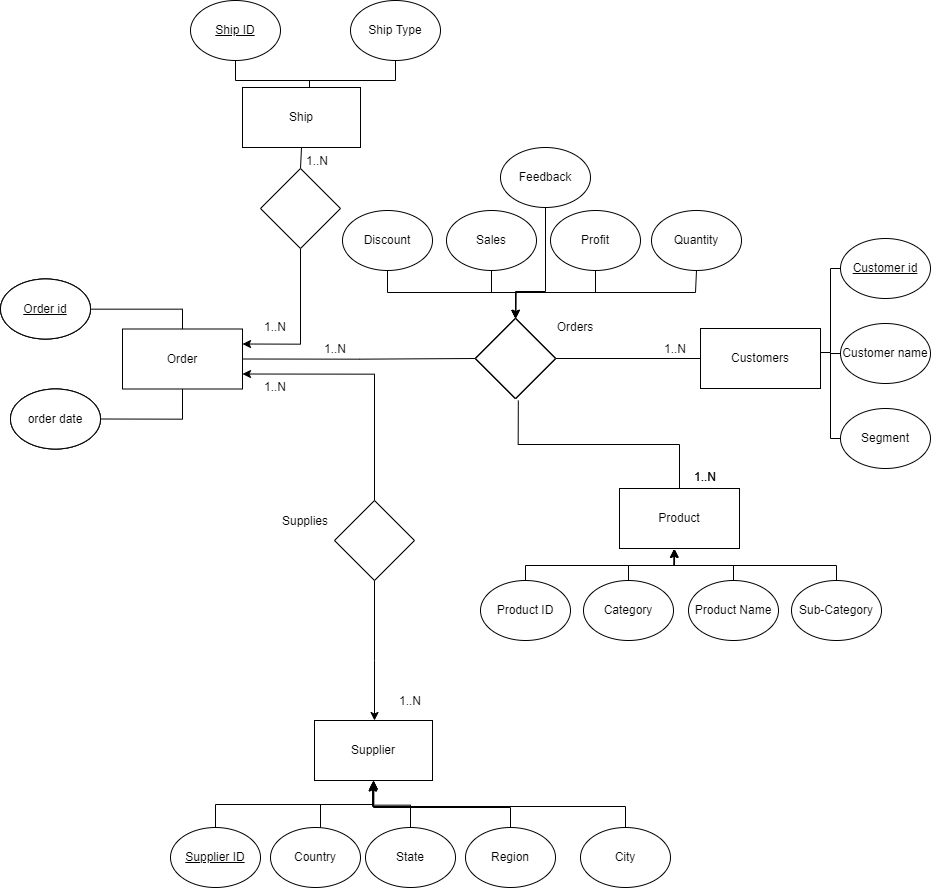 Ship ID
Ship Type
Ship
1..N
Feedback
Discount
Sales
Profit
Quantity
Customer id
Order id
1..N
Orders
1..N
1..N
Order
Customers
Customer name
1..N
order date
Segment
1..N
Supplies
Product
Product ID
Category
Product Name
Sub-Category
1..N
Supplier
Supplier ID
Country
State
Region
City